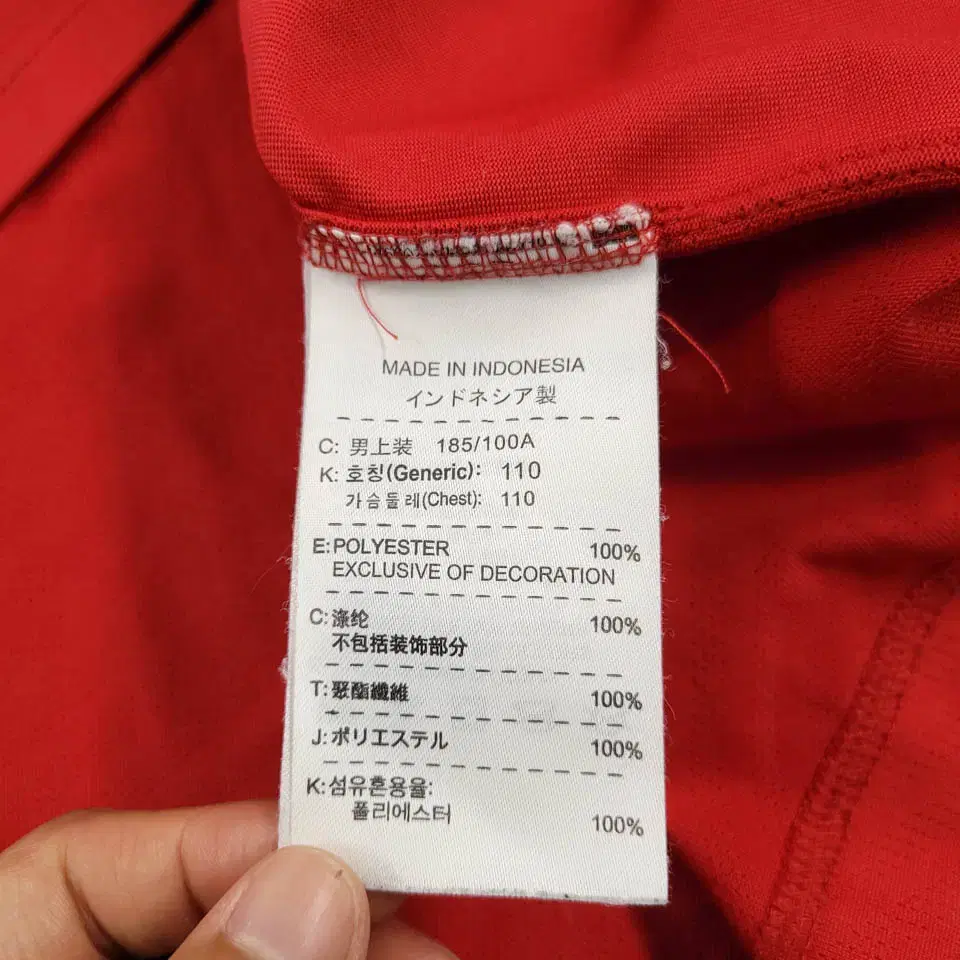 MADE IN INDONESIA
インドネシア製
C: 男上装 185/100A
K: 호칭(Generic): 110
가슴둘레(Chest): 110
E: POLYESTER 100%
EXCLUSIVE OF DECORATION
C: 涤纶 100%
不包括装饰部分
T: 聚酯纖維 100%
J: ポリエステル 100%
K: 섬유혼용율:
폴리에스터 100%